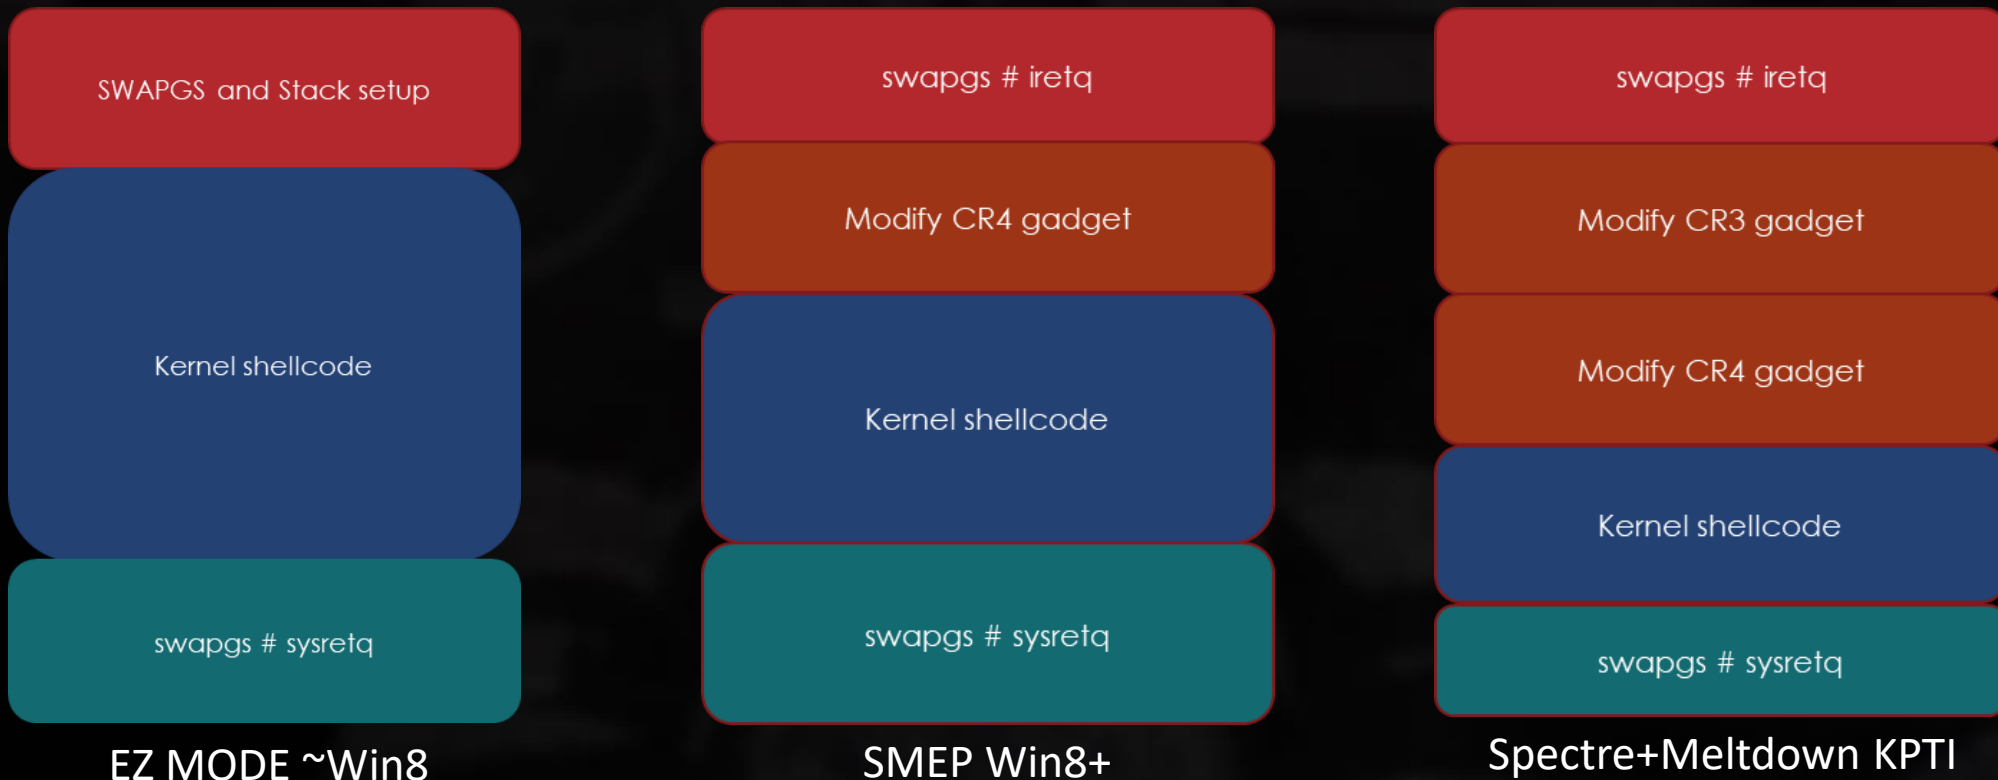 SWAPGS and Stack setup
Kernel shellcode
swapgs # sysretq
EZ MODE ~Win8
swapgs # iretq
Modify CR4 gadget
Kernel shellcode
swapgs # sysretq
SMEP Win8+
swapgs # iretq
Modify CR3 gadget
Modify CR4 gadget
Kernel shellcode
swapgs # sysretq
Spectre+Meltdown KPTI